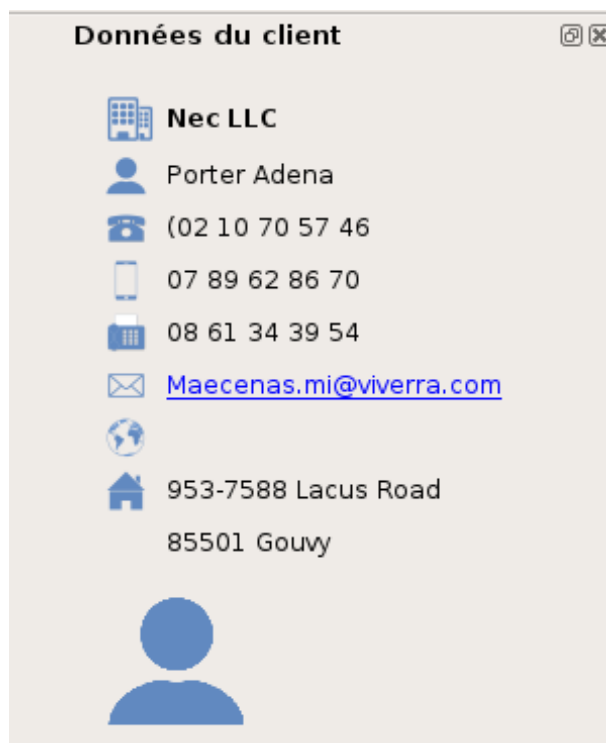 Données du client
Nec LLC
Porter Adena
(02 10 70 57 46
07 89 62 86 70
08 61 34 39 54
Maecenas.mi@viverra.com
953-7588 Lacus Road
85501 Gouvy